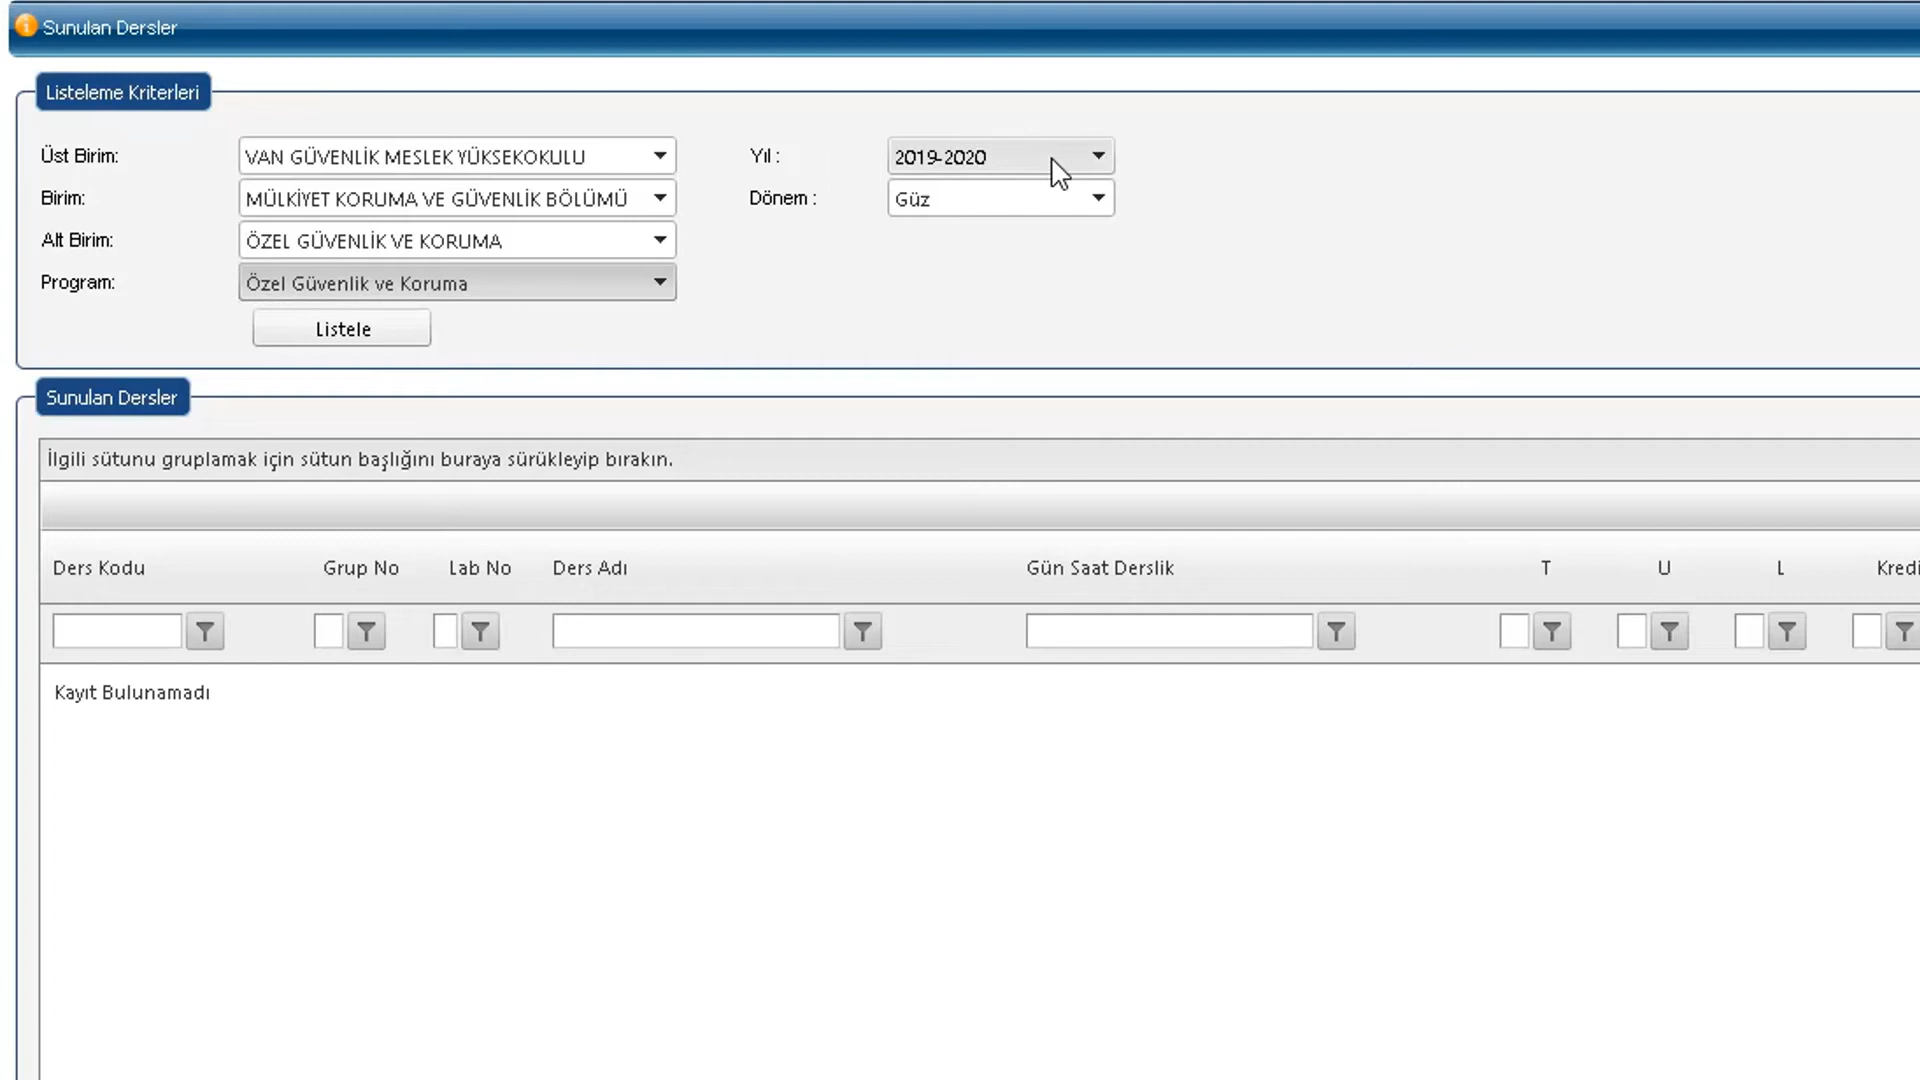 Sunulan Dersler
Listeleme Kriterleri
Üst Birim: VAN GÜVENLİK MESLEK YÜKSEKOKULU Yıl : 2019-2020
Birim: MÜLKİYET KORUMA VE GÜVENLİK BÖLÜMÜ Dönem : Güz
Alt Birim: ÖZEL GÜVENLİK VE KORUMA
Program: Özel Güvenlik ve Koruma
Listele
Sunulan Dersler
İlgili sütunu gruplamak için sütun başlığını buraya sürükleyip bırakın.
Ders Kodu Grup No Lab No Ders Adı Gün Saat Derslik T U L Kredi
Kayıt Bulunamadı